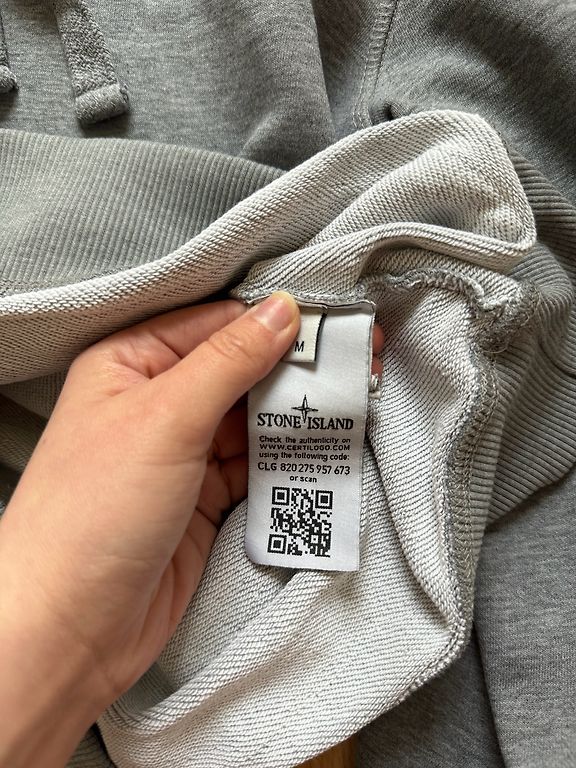 M
STONE ISLAND
Check the authenticity on
WWW.CERTILOGO.COM
using the following code:
CLG 820 275 957 673
or scan